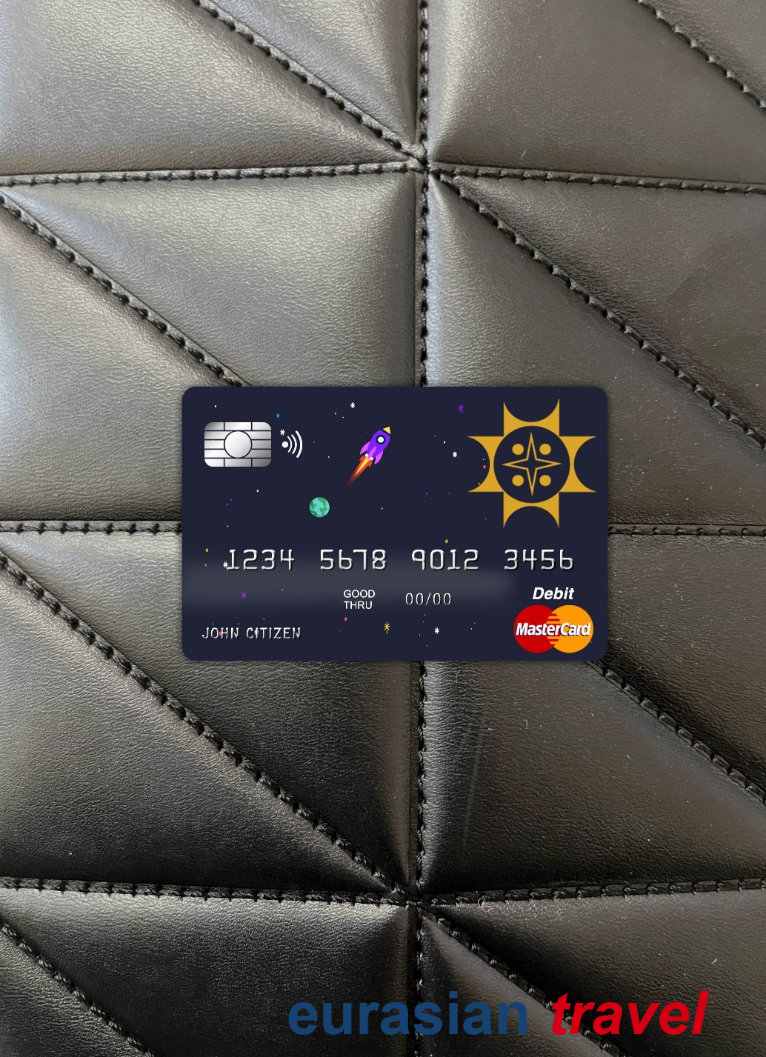 1234 5678 9012 3456
GOOD
THRU
00/00
Debit
JOHN CITIZEN
MasterCard
eurasian travel